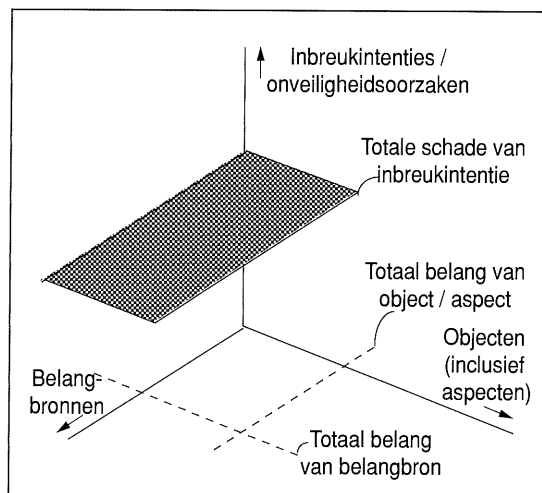 Inbreukintenties /
onveiligheidsoorzaken
Totale schade van
inbreukintentie
Totaal belang van
object / aspect
Objecten
(inclusief
aspecten)
Belang-
bronnen
Totaal belang
van belangbron